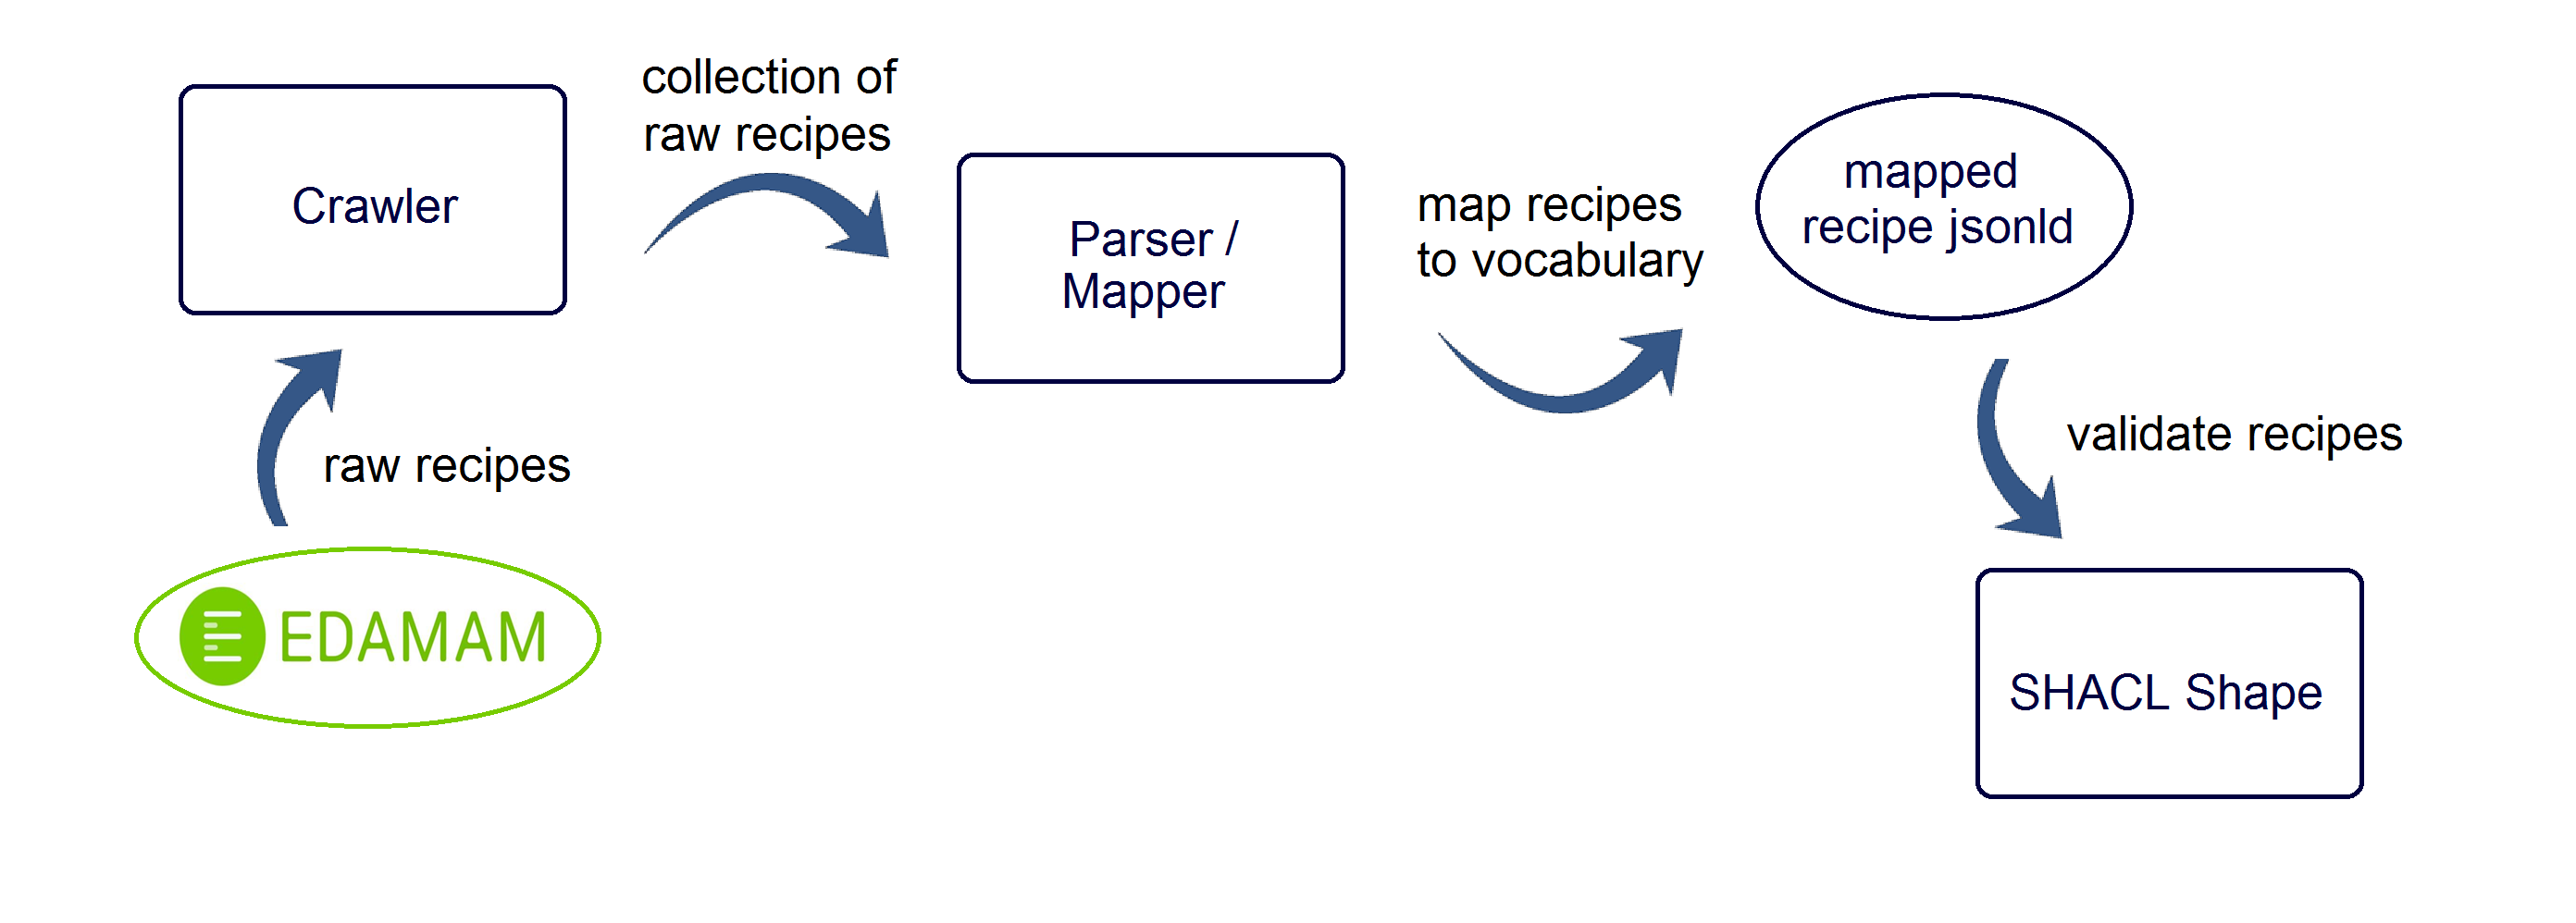 collection of
raw recipes
Crawler
Parser /
Mapper
map recipes
to vocabulary
mapped
recipe jsonld
raw recipes
validate recipes
EDAMAM
SHACL Shape